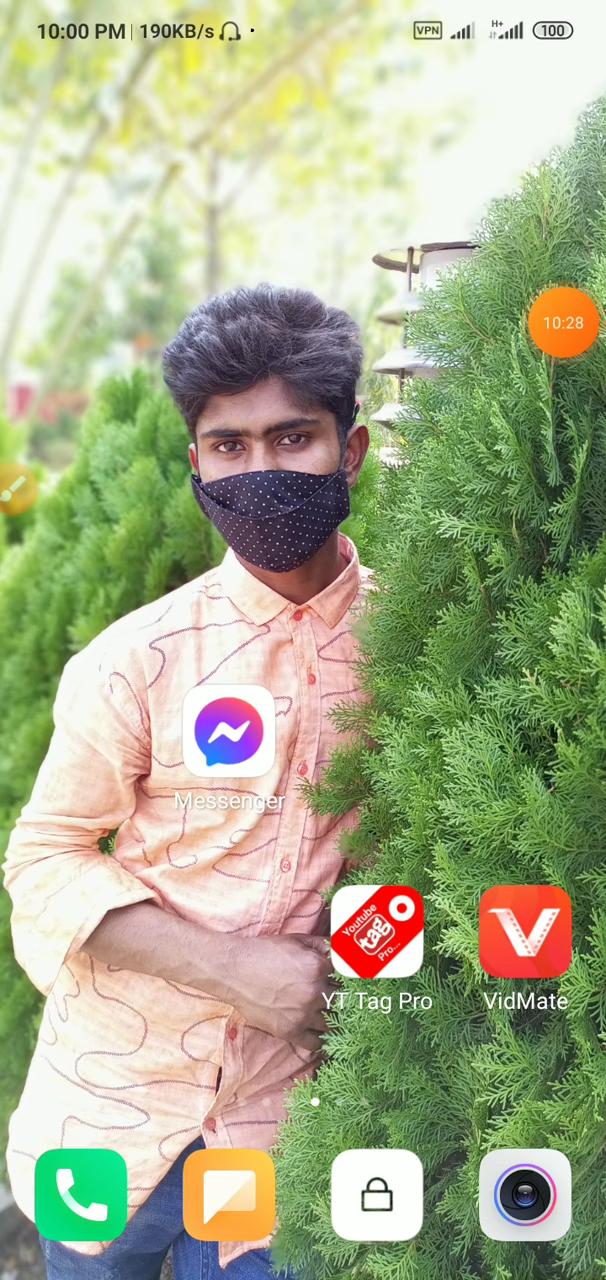 10:00 PM | 190KB/s
VPN
H+
100
10:28
Messenger
Youtube
tag
Pro...
YT Tag Pro
VidMate